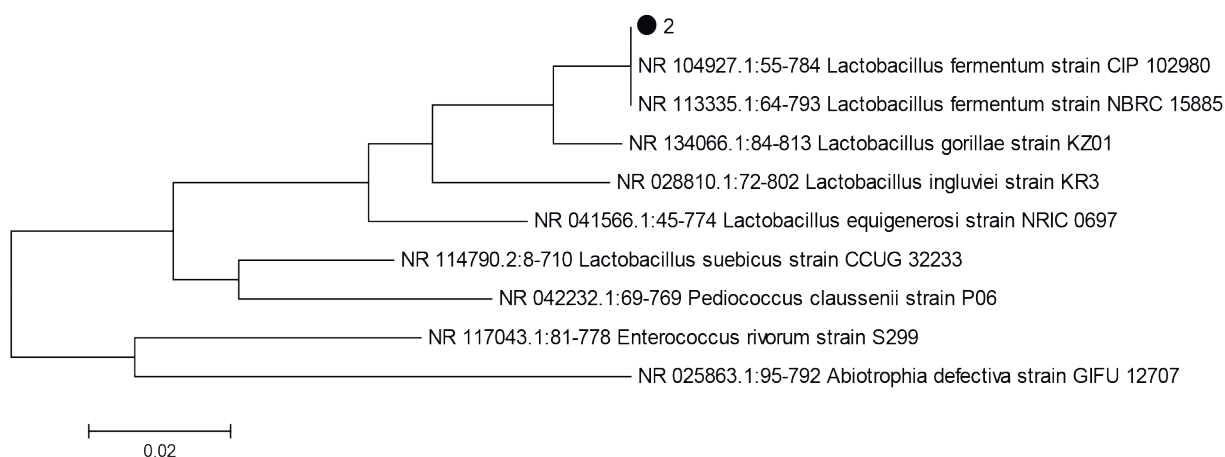 2
NR 104927.1:55-784 Lactobacillus fermentum strain CIP 102980
NR 113335.1:64-793 Lactobacillus fermentum strain NBRC 15885
NR 134066.1:84-813 Lactobacillus gorillae strain KZ01
NR 028810.1:72-802 Lactobacillus ingluviei strain KR3
NR 041566.1:45-774 Lactobacillus equigenerosi strain NRIC 0697
NR 114790.2:8-710 Lactobacillus suebicus strain CCUG 32233
NR 042232.1:69-769 Pediococcus claussenii strain P06
NR 117043.1:81-778 Enterococcus rivorum strain S299
NR 025863.1:95-792 Abiotrophia defectiva strain GIFU 12707
0.02